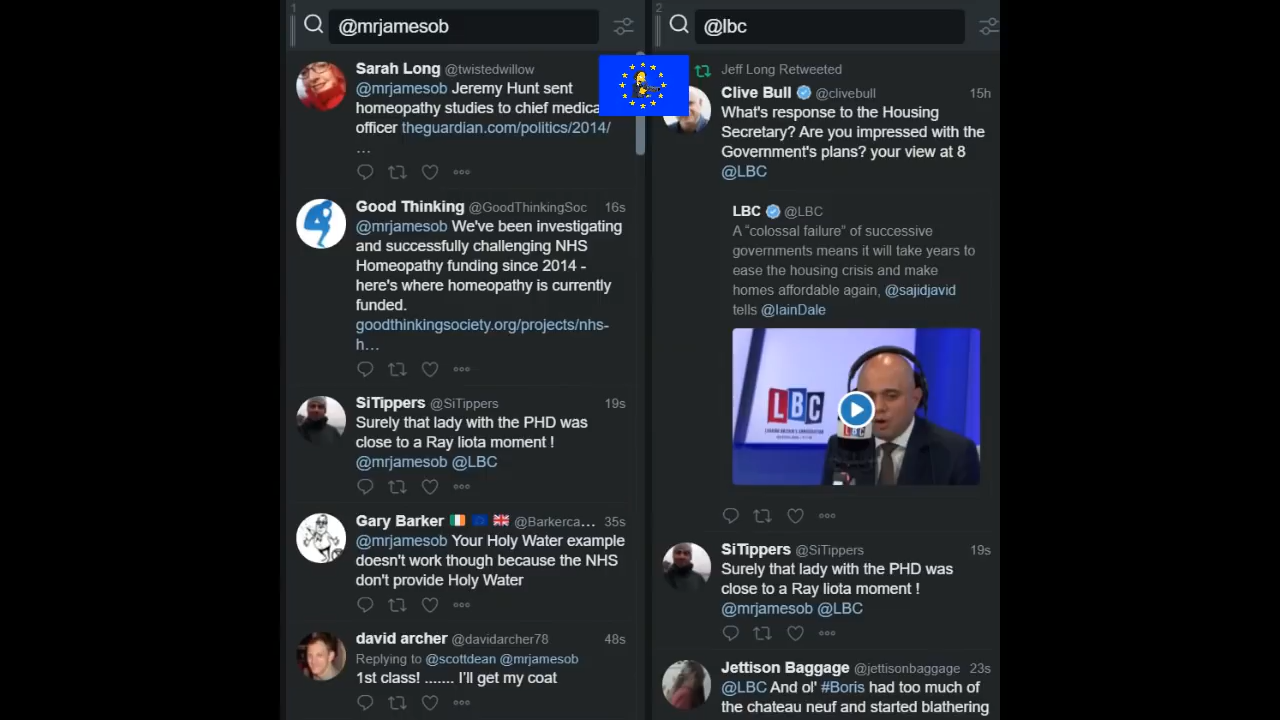 1
@mrjamesob
Sarah Long @twistedwillow
@mrjamesob Jeremy Hunt sent
homeopathy studies to chief medica
officer theguardian.com/politics/2014/
…
Good Thinking @GoodThinkingSoc 16s
@mrjamesob We've been investigating
and successfully challenging NHS
Homeopathy funding since 2014 -
here's where homeopathy is currently
funded.
goodthinkingsociety.org/projects/nhs-
h…
SiTippers @SiTippers 19s
Surely that lady with the PHD was
close to a Ray liota moment !
@mrjamesob @LBC
Gary Barker @Barkerca... 35s
@mrjamesob Your Holy Water example
doesn't work though because the NHS
don't provide Holy Water
david archer @davidarcher78 48s
Replying to @scottdean @mrjamesob
1st class! ....... I'll get my coat
2
@lbc
Jeff Long Retweeted
Clive Bull @clivebull 15h
What's response to the Housing
Secretary? Are you impressed with the
Government's plans? your view at 8
@LBC
LBC @LBC
A “colossal failure” of successive
governments means it will take years to
ease the housing crisis and make
homes affordable again, @sajidjavid
tells @IainDale
LBC
LBC
SiTippers @SiTippers 19s
Surely that lady with the PHD was
close to a Ray liota moment !
@mrjamesob @LBC
Jettison Baggage @jettisonbaggage 23s
@LBC And ol' #Boris had too much of
the chateau neuf and started blathering